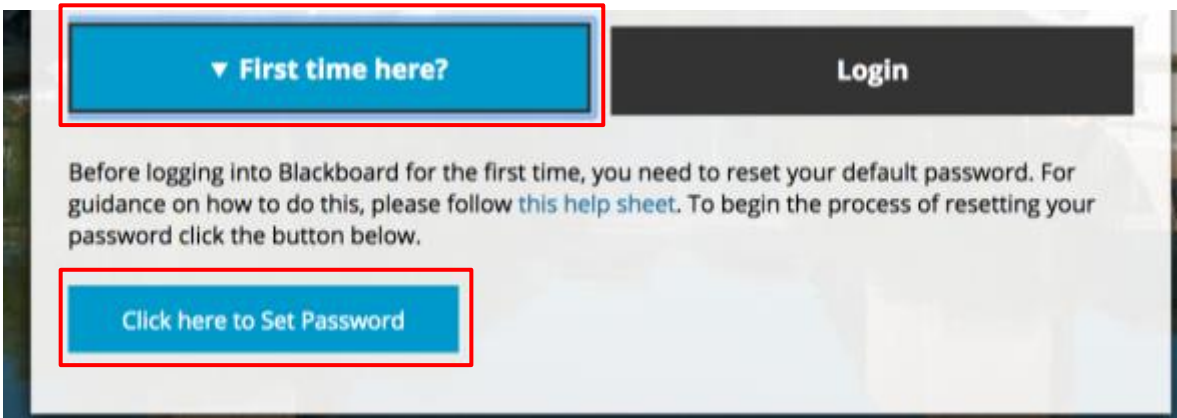 ▼ First time here?
Login
Before logging into Blackboard for the first time, you need to reset your default password. For
guidance on how to do this, please follow this help sheet. To begin the process of resetting your
password click the button below.
Click here to Set Password